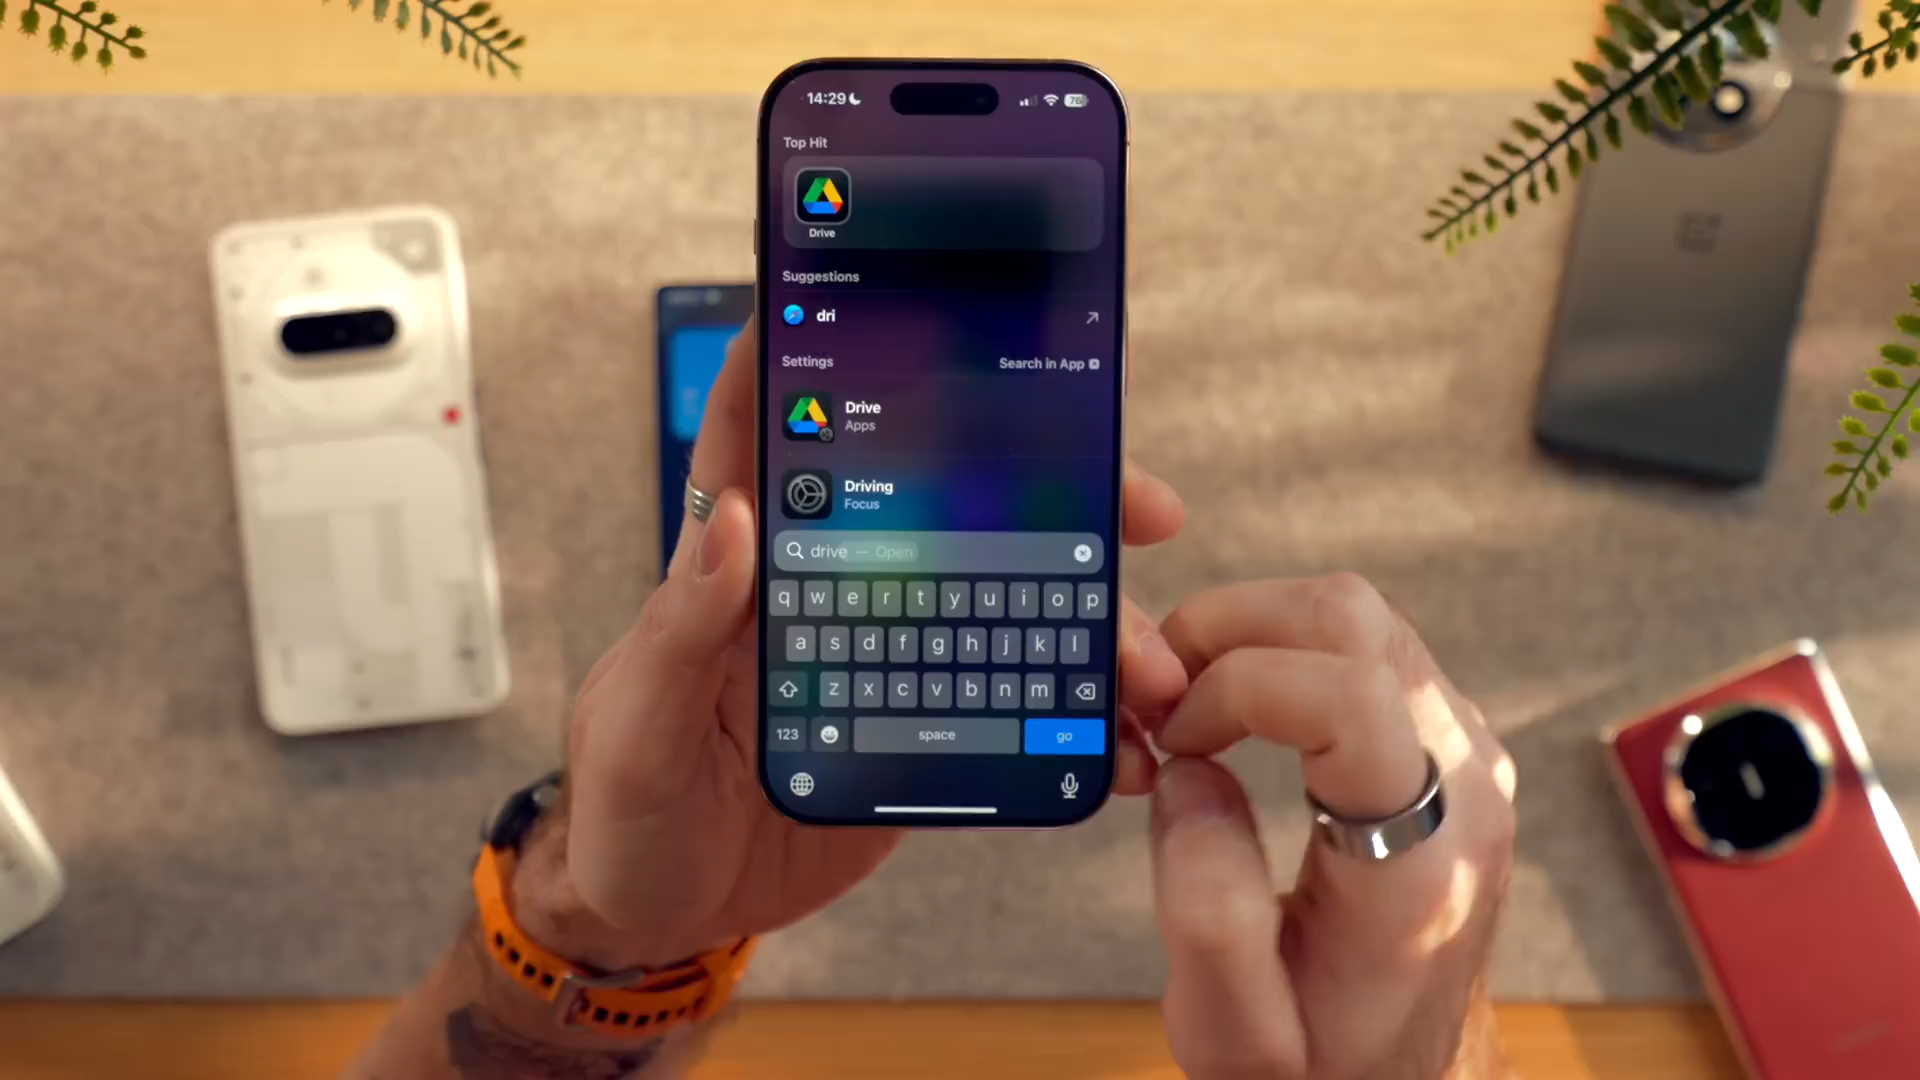 14:29
76
Top Hit
Drive
Suggestions
dri
Settings
Search in App
Drive
Apps
Driving
Focus
drive — Open
q w e r t y u i o p
a s d f g h j k l
z x c v b n m
123
space
go